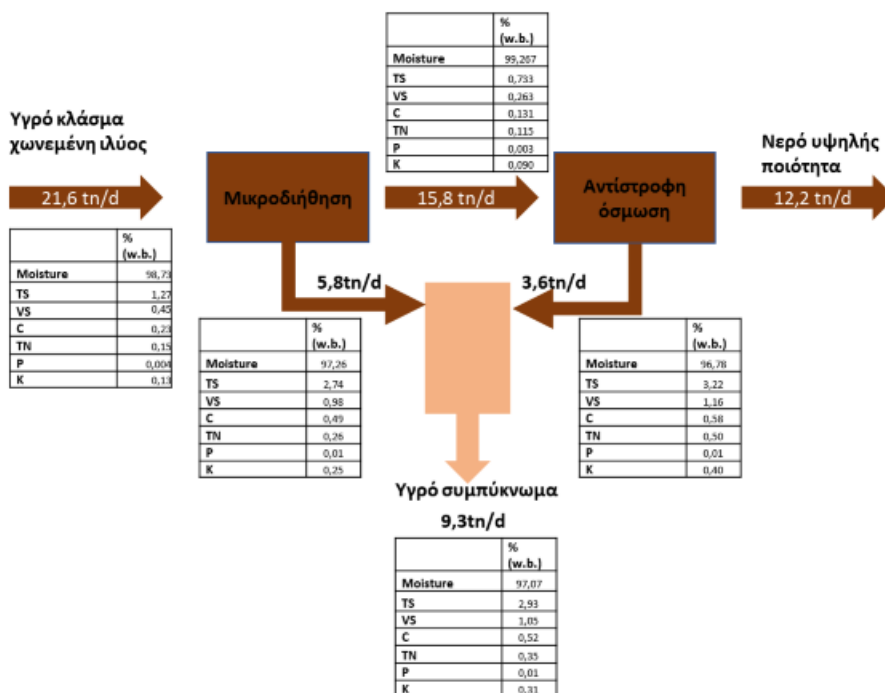 %
(w.b.)
Moisture 99,267
TS 0,733
VS 0,263
C 0,131
TN 0,115
P 0,003
K 0,090
Υγρό κλάσμα
χωνεμένη ιλύος
21,6 tn/d
Μικροδιήθηση
15,8 tn/d
Αντίστροφη
όσμωση
Νερό υψηλής
ποιότητα
12,2 tn/d
%
(w.b.)
Moisture 98,73
TS 1,27
VS 0,45
C 0,23
TN 0,15
P 0,004
K 0,13
5,8tn/d
3,6tn/d
%
(w.b.)
Moisture 97,26
TS 2,74
VS 0,98
C 0,49
TN 0,26
P 0,01
K 0,25
%
(w.b.)
Moisture 96,78
TS 3,22
VS 1,16
C 0,58
TN 0,50
P 0,01
K 0,40
Υγρό συμπύκνωμα
9,3tn/d
%
(w.b.)
Moisture 97,07
TS 2,93
VS 1,05
C 0,52
TN 0,35
P 0,01
K 0,31